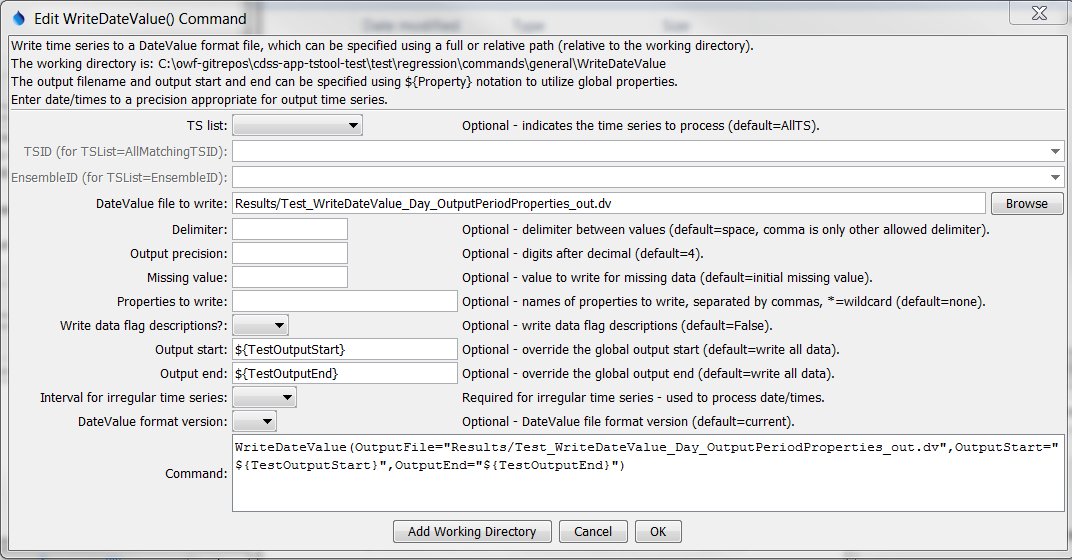 Edit WriteDateValue() Command
Date modified Type Size
Write time series to a DateValue format file, which can be specified using a full or relative path (relative to the working directory).
The working directory is: C:\owf-gitrepos\cdss-app-tstool-test\test\regression\commands\general\WriteDateValue
The output filename and output start and end can be specified using ${Property} notation to utilize global properties.
Enter date/times to a precision appropriate for output time series.
TS list: Optional - indicates the time series to process (default=AllTS).
TSID (for TSList=AllMatchingTSID):
EnsembleID (for TSList=EnsembleID):
DateValue file to write: Results/Test_WriteDateValue_Day_OutputPeriodProperties_out.dv Browse
Delimiter: Optional - delimiter between values (default=space, comma is only other allowed delimiter).
Output precision: Optional - digits after decimal (default=4).
Missing value: Optional - value to write for missing data (default=initial missing value).
Properties to write: Optional - names of properties to write, separated by commas, *=wildcard (default=none).
Write data flag descriptions?: Optional - write data flag descriptions (default=False).
Output start: ${TestOutputStart} Optional - override the global output start (default=write all data).
Output end: ${TestOutputEnd} Optional - override the global output end (default=write all data).
Interval for irregular time series: Required for irregular time series - used to process date/times.
DateValue format version: Optional - DateValue file format version (default=current).
WriteDateValue(OutputFile="Results/Test_WriteDateValue_Day_OutputPeriodProperties_out.dv",OutputStart="
${TestOutputStart}",OutputEnd="${TestOutputEnd}")
Command:
Add Working Directory Cancel OK